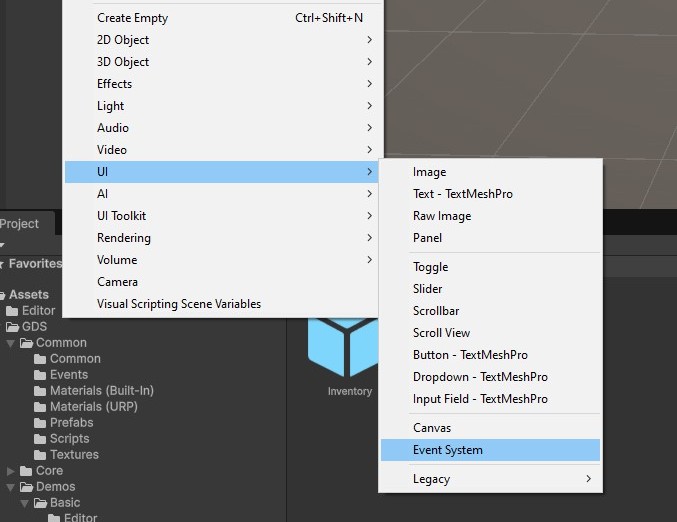 Create Empty Ctrl+Shift+N
2D Object
3D Object
Effects
Light
Audio
Video
UI
AI
UI Toolkit
Rendering
Volume
Camera
Visual Scripting Scene Variables
Image
Text - TextMeshPro
Raw Image
Panel
Toggle
Slider
Scrollbar
Scroll View
Button - TextMeshPro
Dropdown - TextMeshPro
Input Field - TextMeshPro
Canvas
Event System
Legacy
Project
Favorites
Assets
Editor
GDS
Common
Common
Events
Materials (Built-In)
Materials (URP)
Prefabs
Scripts
Textures
Core
Demos
Basic
Editor
Inventory